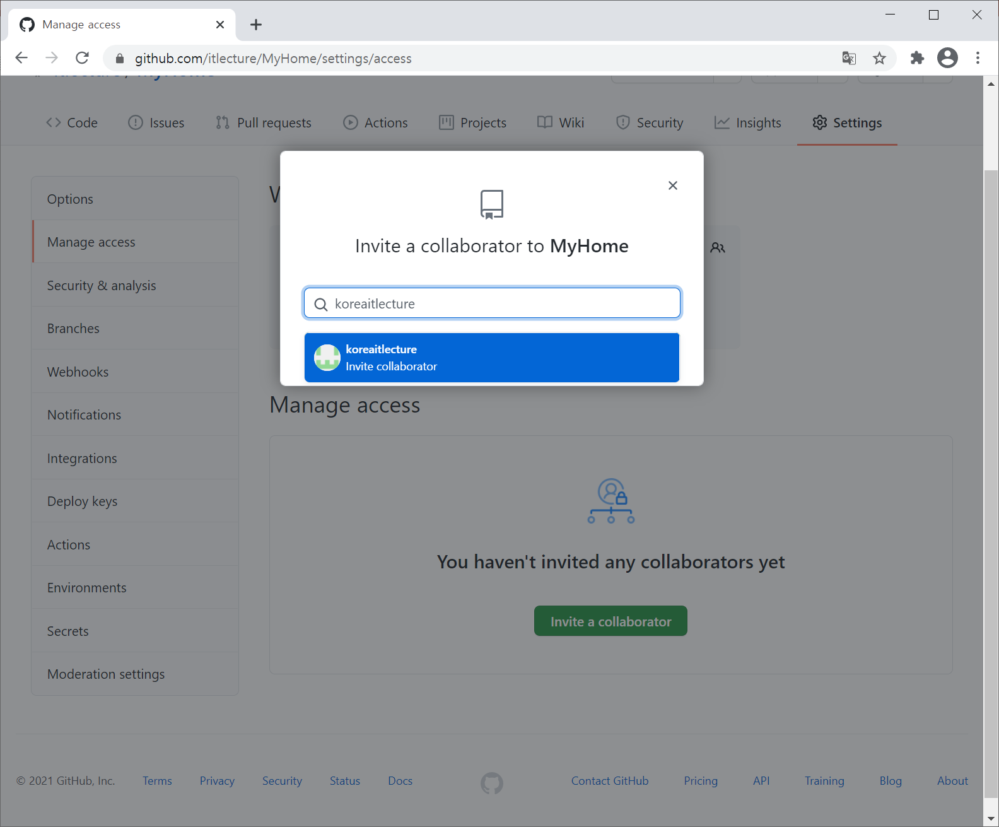 Manage access
github.com/itlecture/MyHome/settings/access
Code Issues Pull requests Actions Projects Wiki Security Insights Settings
Options
Manage access
Security & analysis
Branches
Webhooks
Notifications
Integrations
Deploy keys
Actions
Environments
Secrets
Moderation settings
Invite a collaborator to MyHome
koreaitlecture
koreaitlecture
Invite collaborator
Manage access
You haven't invited any collaborators yet
Invite a collaborator
© 2021 GitHub, Inc. Terms Privacy Security Status Docs Contact GitHub Pricing API Training Blog About